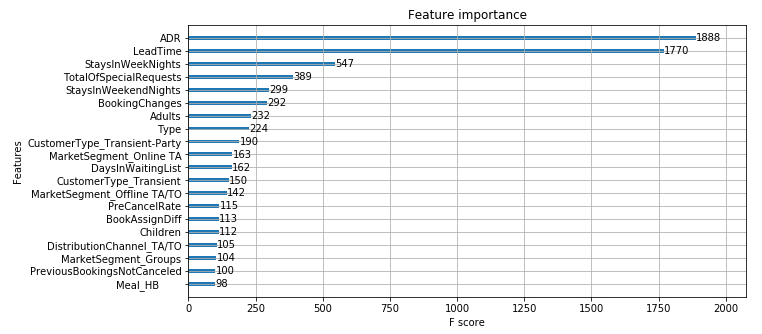 Feature importance
ADR 1888
LeadTime 1770
StaysInWeekNights 547
TotalOfSpecialRequests 389
StaysInWeekendNights 299
BookingChanges 292
Adults 232
Type 224
CustomerType_Transient-Party 190
MarketSegment_Online TA 163
DaysInWaitingList 162
CustomerType_Transient 150
MarketSegment_Offline TA/TO 142
PreCancelRate 115
BookAssignDiff 113
Children 112
DistributionChannel_TA/TO 105
MarketSegment_Groups 104
PreviousBookingsNotCanceled 100
Meal_HB 98
Features
0 250 500 750 1000 1250 1500 1750 2000
F score